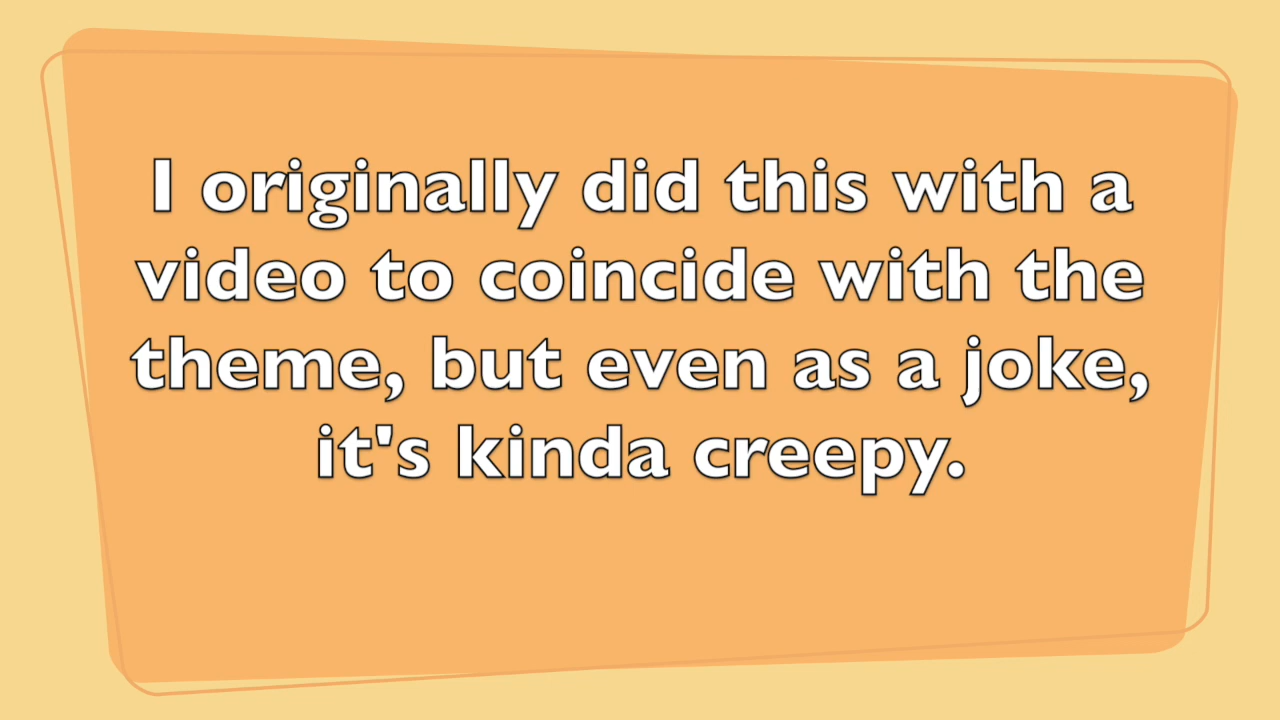 I originally did this with a
video to coincide with the
theme, but even as a joke,
it's kinda creepy.